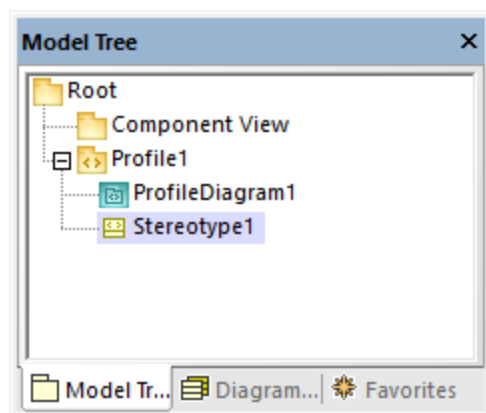 Model Tree
Root
Component View
Profile1
ProfileDiagram1
Stereotype1
Model Tr... Diagram... Favorites